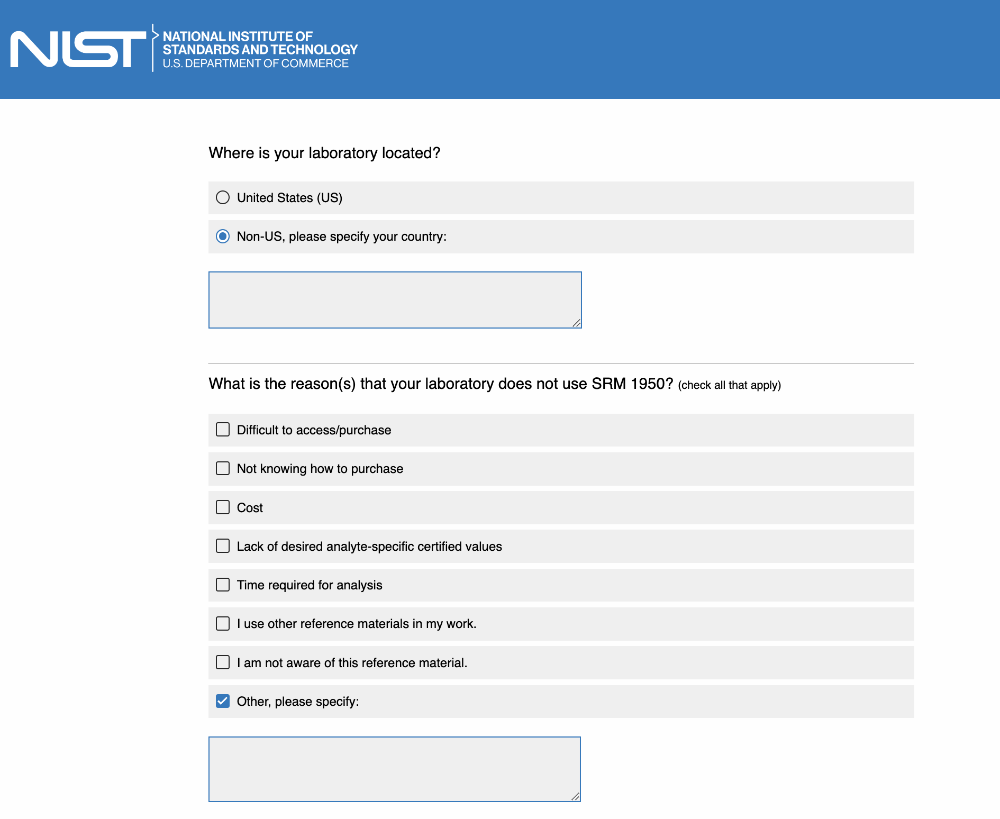 NIST
NATIONAL INSTITUTE OF
STANDARDS AND TECHNOLOGY
U.S. DEPARTMENT OF COMMERCE
Where is your laboratory located?
United States (US)
Non-US, please specify your country:
What is the reason(s) that your laboratory does not use SRM 1950? (check all that apply)
Difficult to access/purchase
Not knowing how to purchase
Cost
Lack of desired analyte-specific certified values
Time required for analysis
I use other reference materials in my work.
I am not aware of this reference material.
Other, please specify: